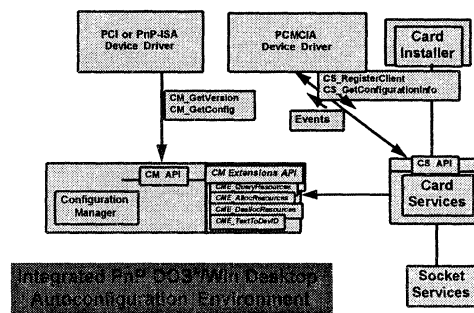 PCI or PnP-ISA
Device Driver
PCMCIA
Device Driver
Card
Installer
CM_GetVersion
CM_GetConfig
CS_RegisterClient
CS_GetConfigurationInfo
Events
CM API
CM Extensions API
CS API
Configuration
Manager
CME_QueryResources
CME_AllocResources
CME_DeallocResources
CME_TextToDevID
Card
Services
Integrated PnP DOS*/Win Desktop
Autoconfiguration Environment
Socket
Services